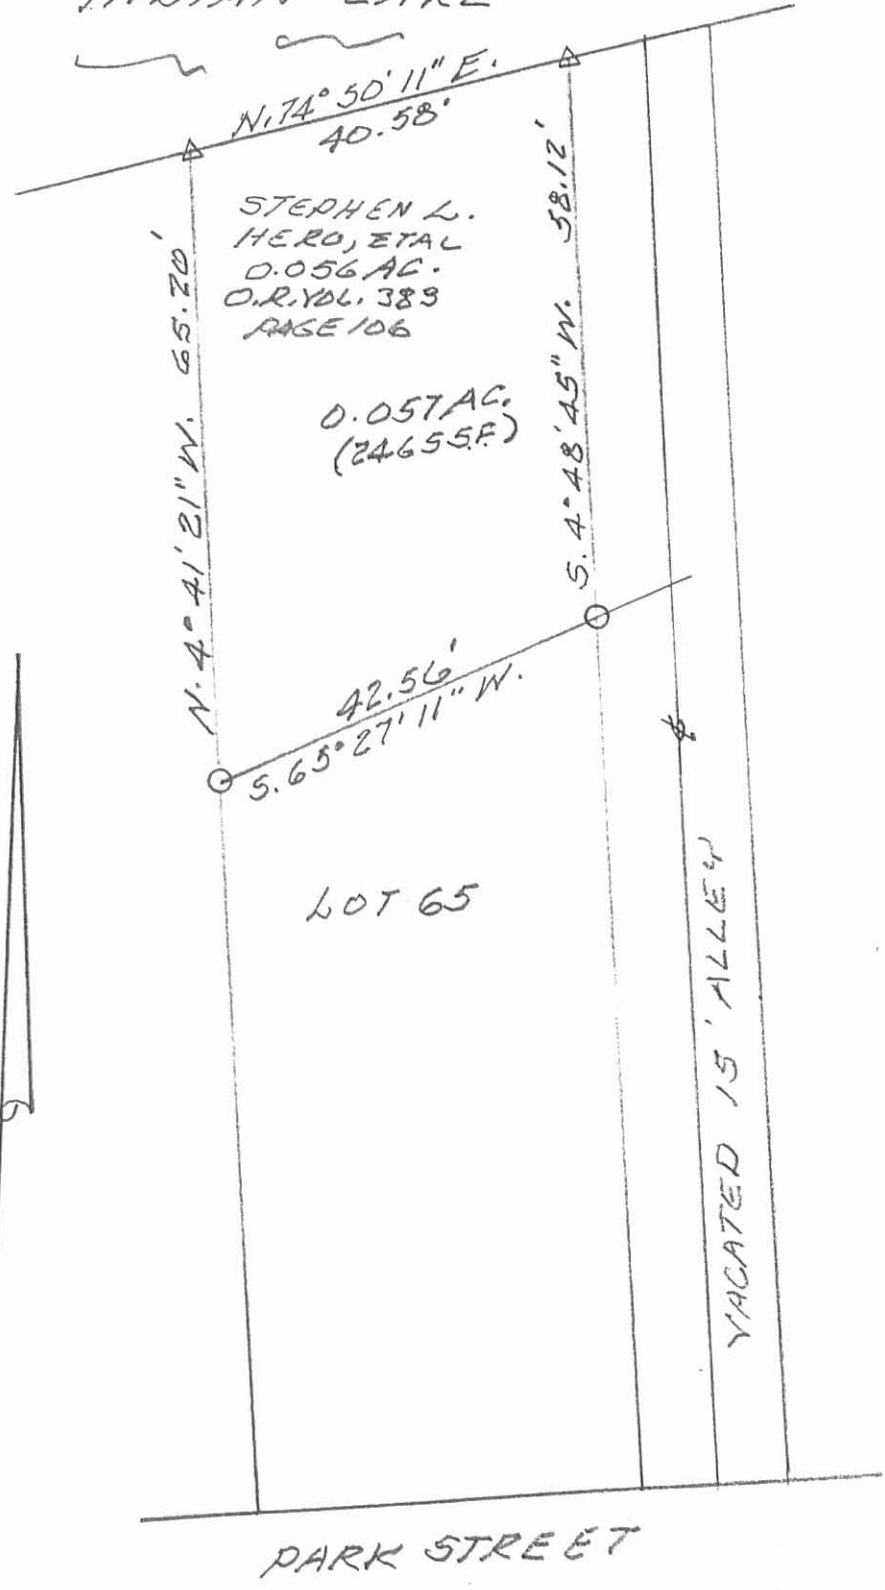 INDIAN LAKE
N. 74° 50' 11" E.
40.58'
STEPHEN L.
HERO, ETAL
0.056 AC.
O.R. VOL. 383
PAGE 106
0.057 AC.
(2465 S.F.)
N. 4° 41' 21" W. 65.20'
S. 4° 48' 45" W. 58.12'
42.56'
S. 65° 27' 11" W.
LOT 65
VACATED 15' ALLEY
PARK STREET